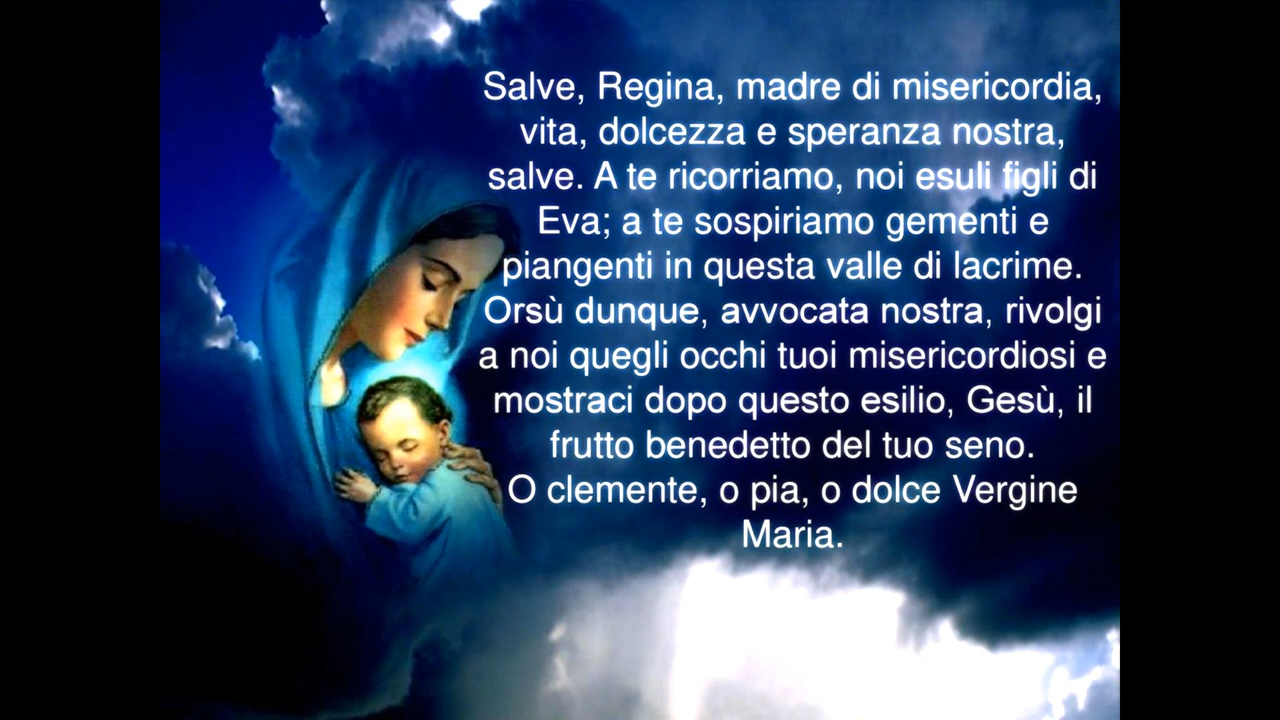 Salve, Regina, madre di misericordia,
vita, dolcezza e speranza nostra,
salve. A te ricorriamo, noi esuli figli di
Eva; a te sospiriamo gementi e
piangenti in questa valle di lacrime.
Orsù dunque, avvocata nostra, rivolgi
a noi quegli occhi tuoi misericordiosi e
mostraci dopo questo esilio, Gesù, il
frutto benedetto del tuo seno.
O clemente, o pia, o dolce Vergine
Maria.